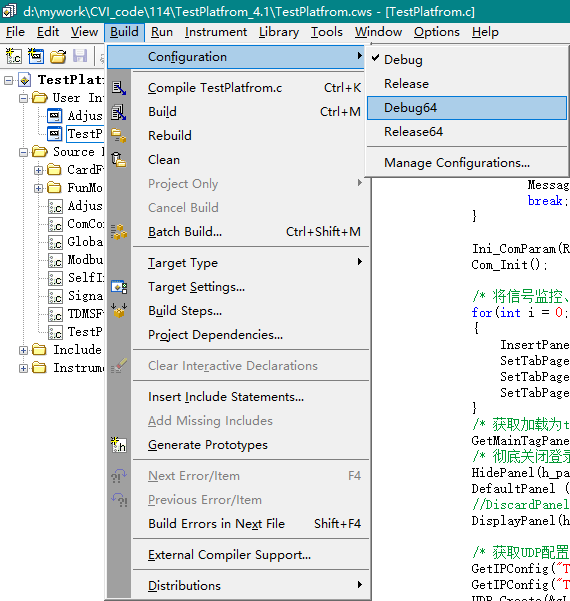 d:\mywork\CVI_code\114\TestPlatfrom_4.1\TestPlatfrom.cws - [TestPlatfrom.c]
File Edit View Build Run Instrument Library Tools Window Options Help
Configuration
Compile TestPlatfrom.c Ctrl+K
Build Ctrl+M
Rebuild
Clean
Project Only
Cancel Build
Batch Build... Ctrl+Shift+M
Target Type
Target Settings...
Build Steps...
Project Dependencies...
Clear Interactive Declarations
Insert Include Statements...
Add Missing Includes
Generate Prototypes
Next Error/Item F4
Previous Error/Item
Build Errors in Next File Shift+F4
External Compiler Support...
Distributions
Debug
Release
Debug64
Release64
Manage Configurations...
TestPlat
User Int
Adjus
TestP
Source
CardF
FunMo
Adjus
ComCo
Globa
Modbu
SelfI
Signa
TDMSF
TestP
Include
Instrum
Messag
break;
}
Ini_ComParam(R
Com_Init();
/* 将信号监控、
for(int i = 0;
{
InsertPane
SetTabPage
SetTabPage
SetTabPage
}
/* 获取加载为t
GetMainTagPane
/* 彻底关闭登录
HidePanel(h_pa
DefaultPanel (
//DiscardPanel
DisplayPanel(h
/* 获取UDP配置
GetIPConfig("T
GetIPConfig("T